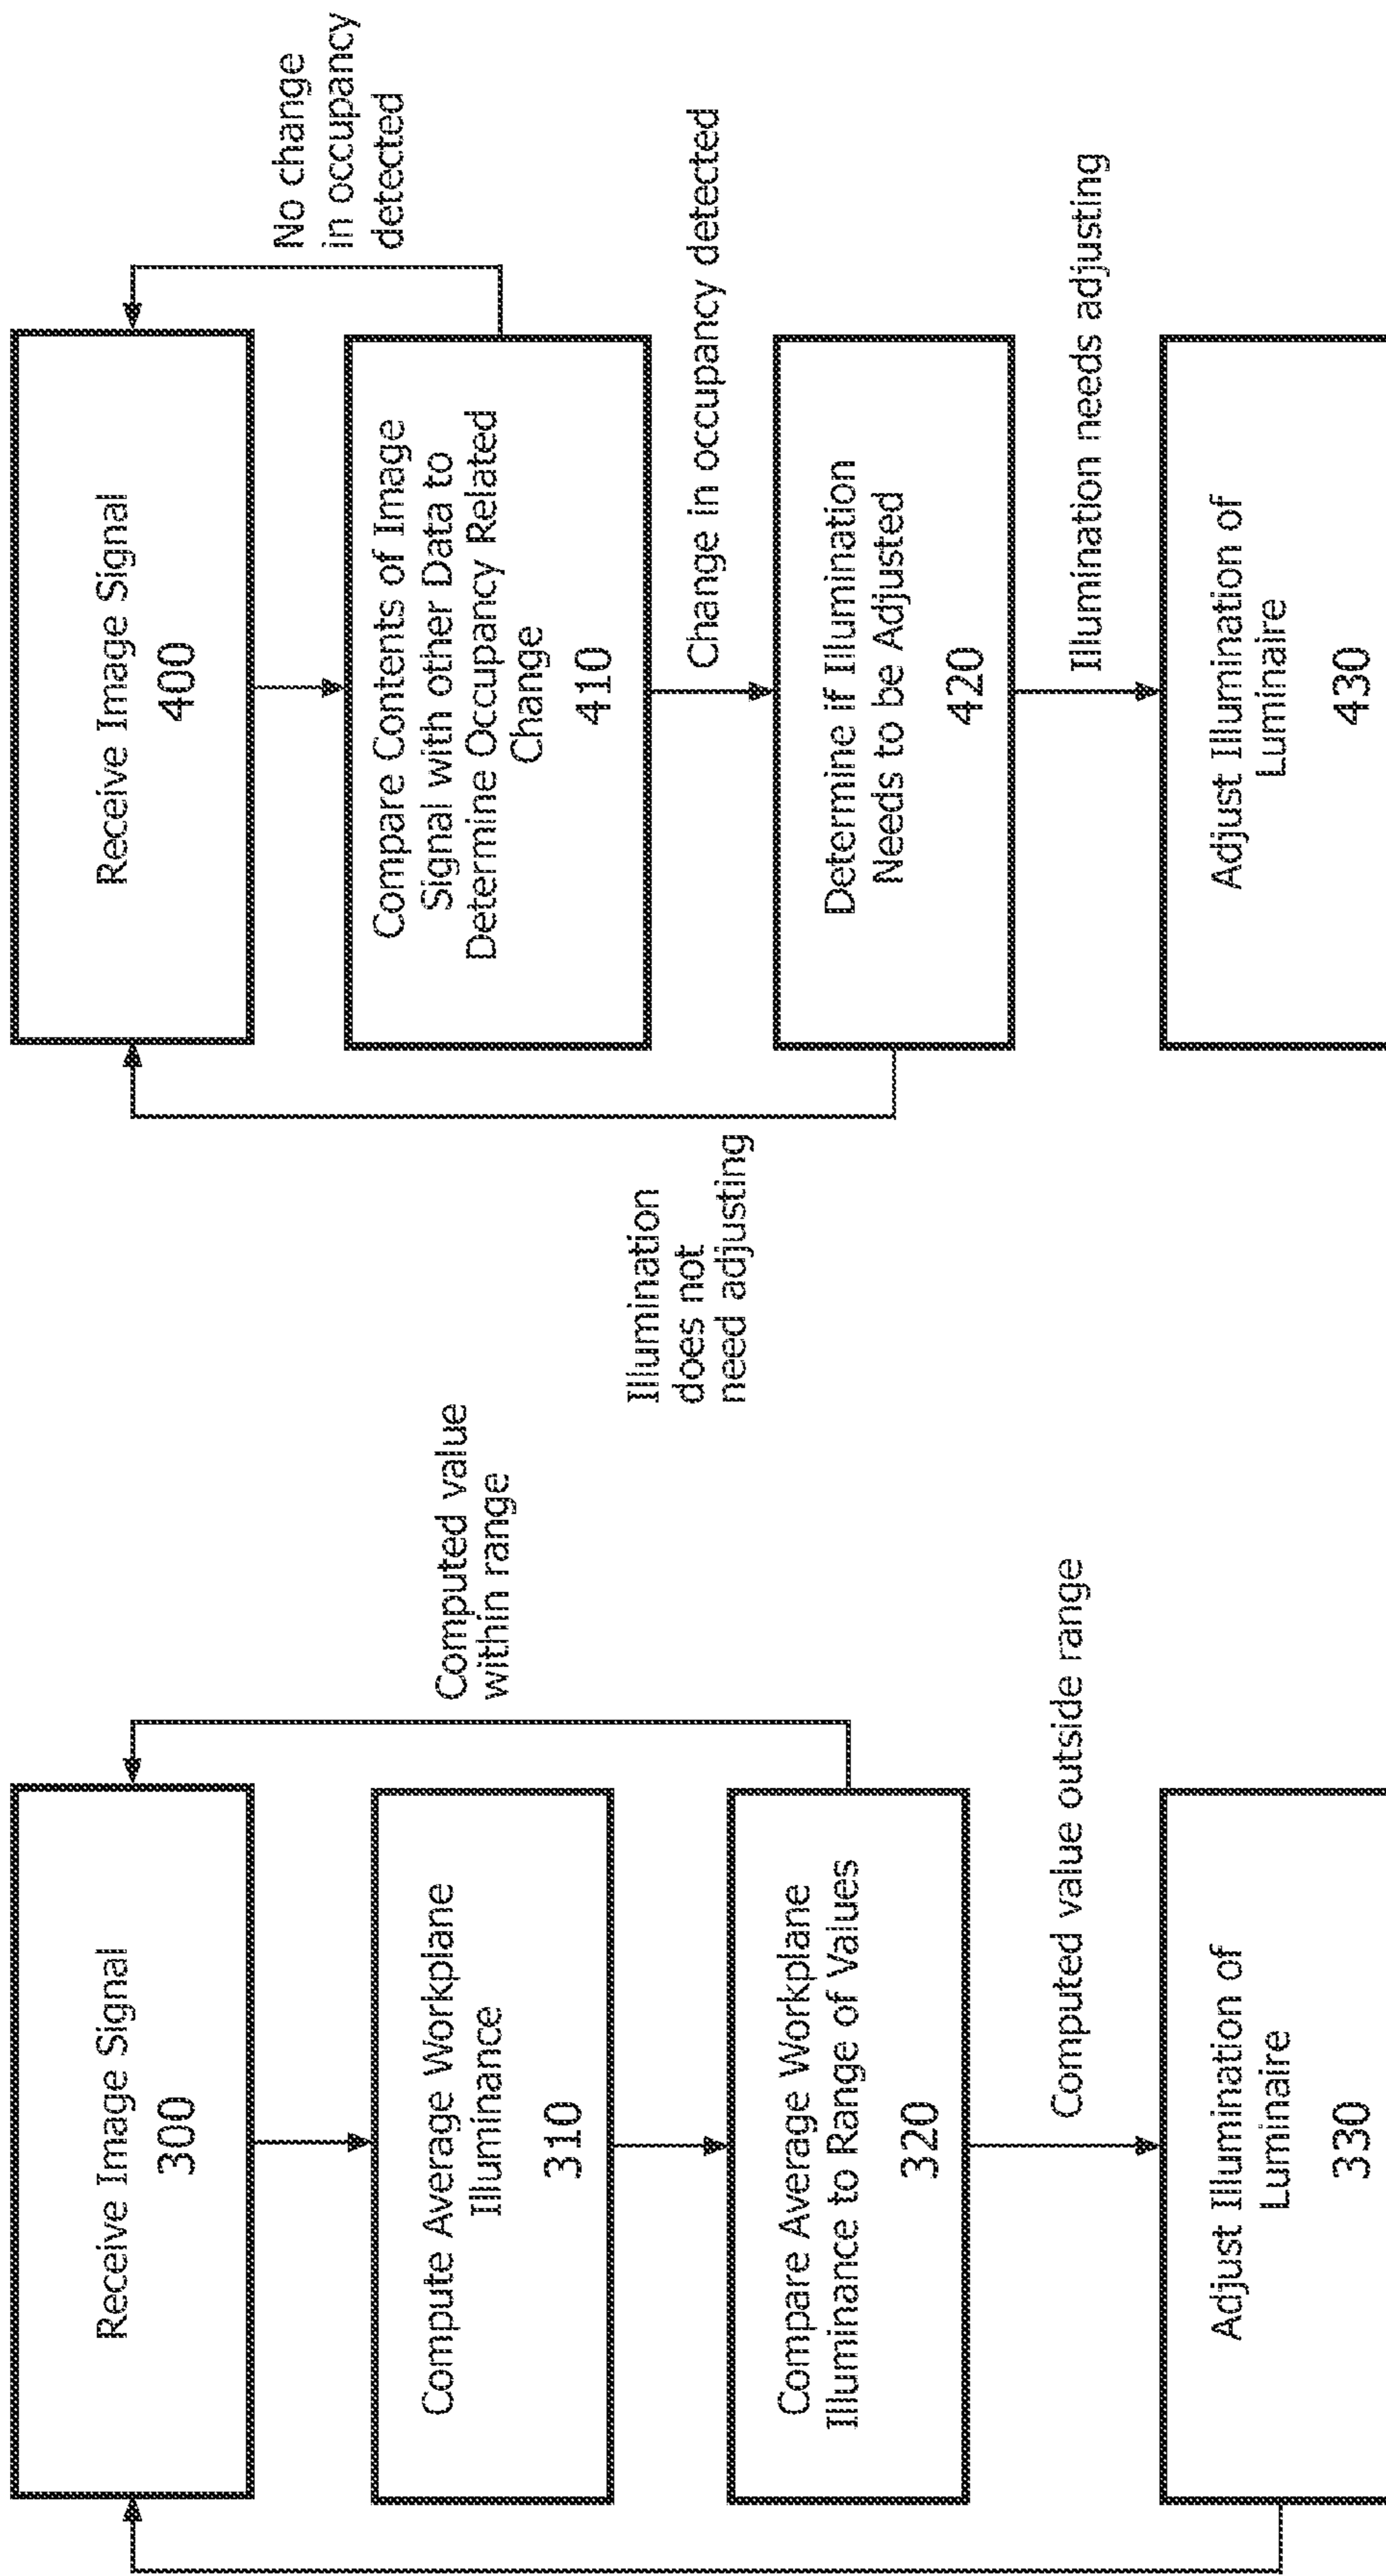 Receive Image Signal
300
Compute Average Workplane
Illuminance
310
Compare Average Workplane
Illuminance to Range of Values
320
Computed value
within range
Computed value outside range
Adjust Illumination of
Luminaire
330
Receive Image Signal
400
Compare Contents of Image
Signal with other Data to
Determine Occupancy Related
Change
410
No change
in occupancy
detected
Change in occupancy detected
Determine if Illumination
Needs to be Adjusted
420
Illumination
does not
need adjusting
Illumination needs adjusting
Adjust Illumination of
Luminaire
430